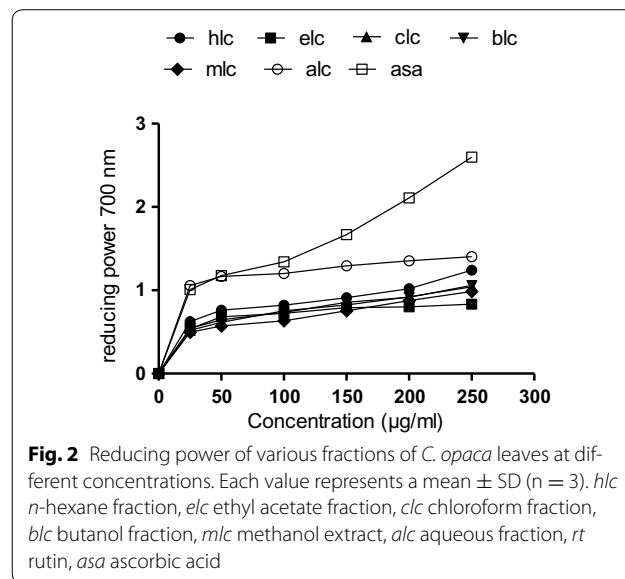 hlc elc clc blc
mlc alc asa
3
2
1
0
reducing power 700 nm
0 50 100 150 200 250 300
Concentration (µg/ml)
Fig. 2 Reducing power of various fractions of C. opaca leaves at dif-
ferent concentrations. Each value represents a mean ± SD (n = 3). hlc
n-hexane fraction, elc ethyl acetate fraction, clc chloroform fraction,
blc butanol fraction, mlc methanol extract, alc aqueous fraction, rt
rutin, asa ascorbic acid